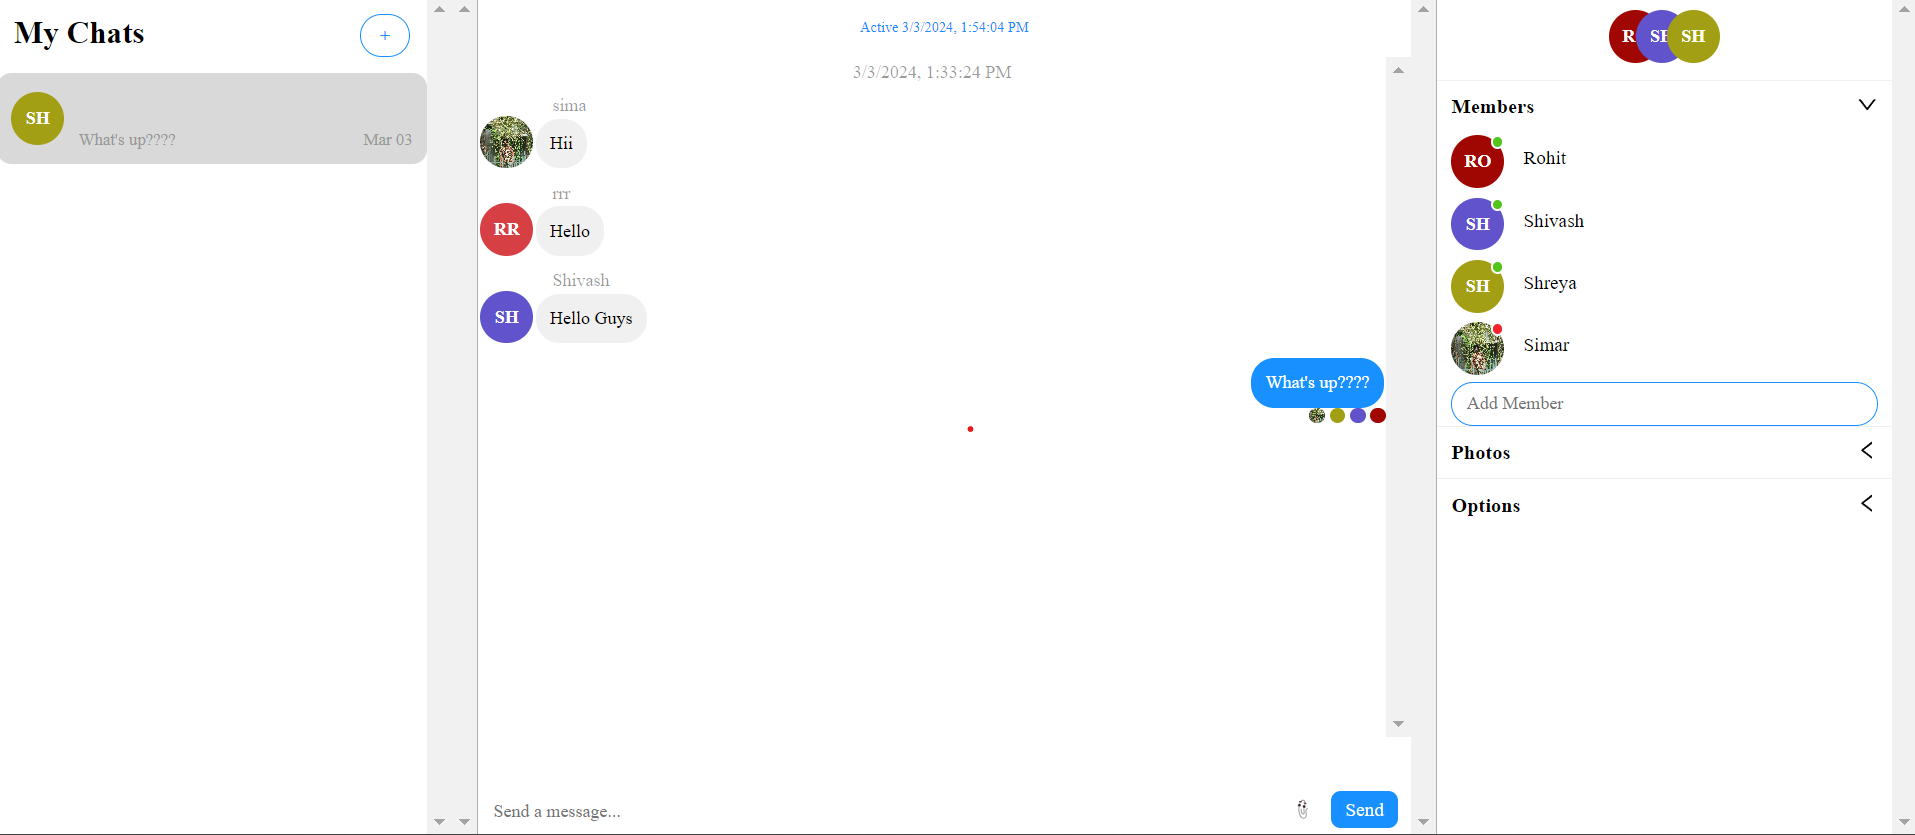 My Chats
+
SH
What's up????
Mar 03
Active 3/3/2024, 1:54:04 PM
3/3/2024, 1:33:24 PM
sima
Hii
rrr
RR
Hello
Shivash
SH
Hello Guys
What's up????
Send a message...
Send
R SH SH
Members
RO
Rohit
SH
Shivash
SH
Shreya
Simar
Add Member
Photos
Options